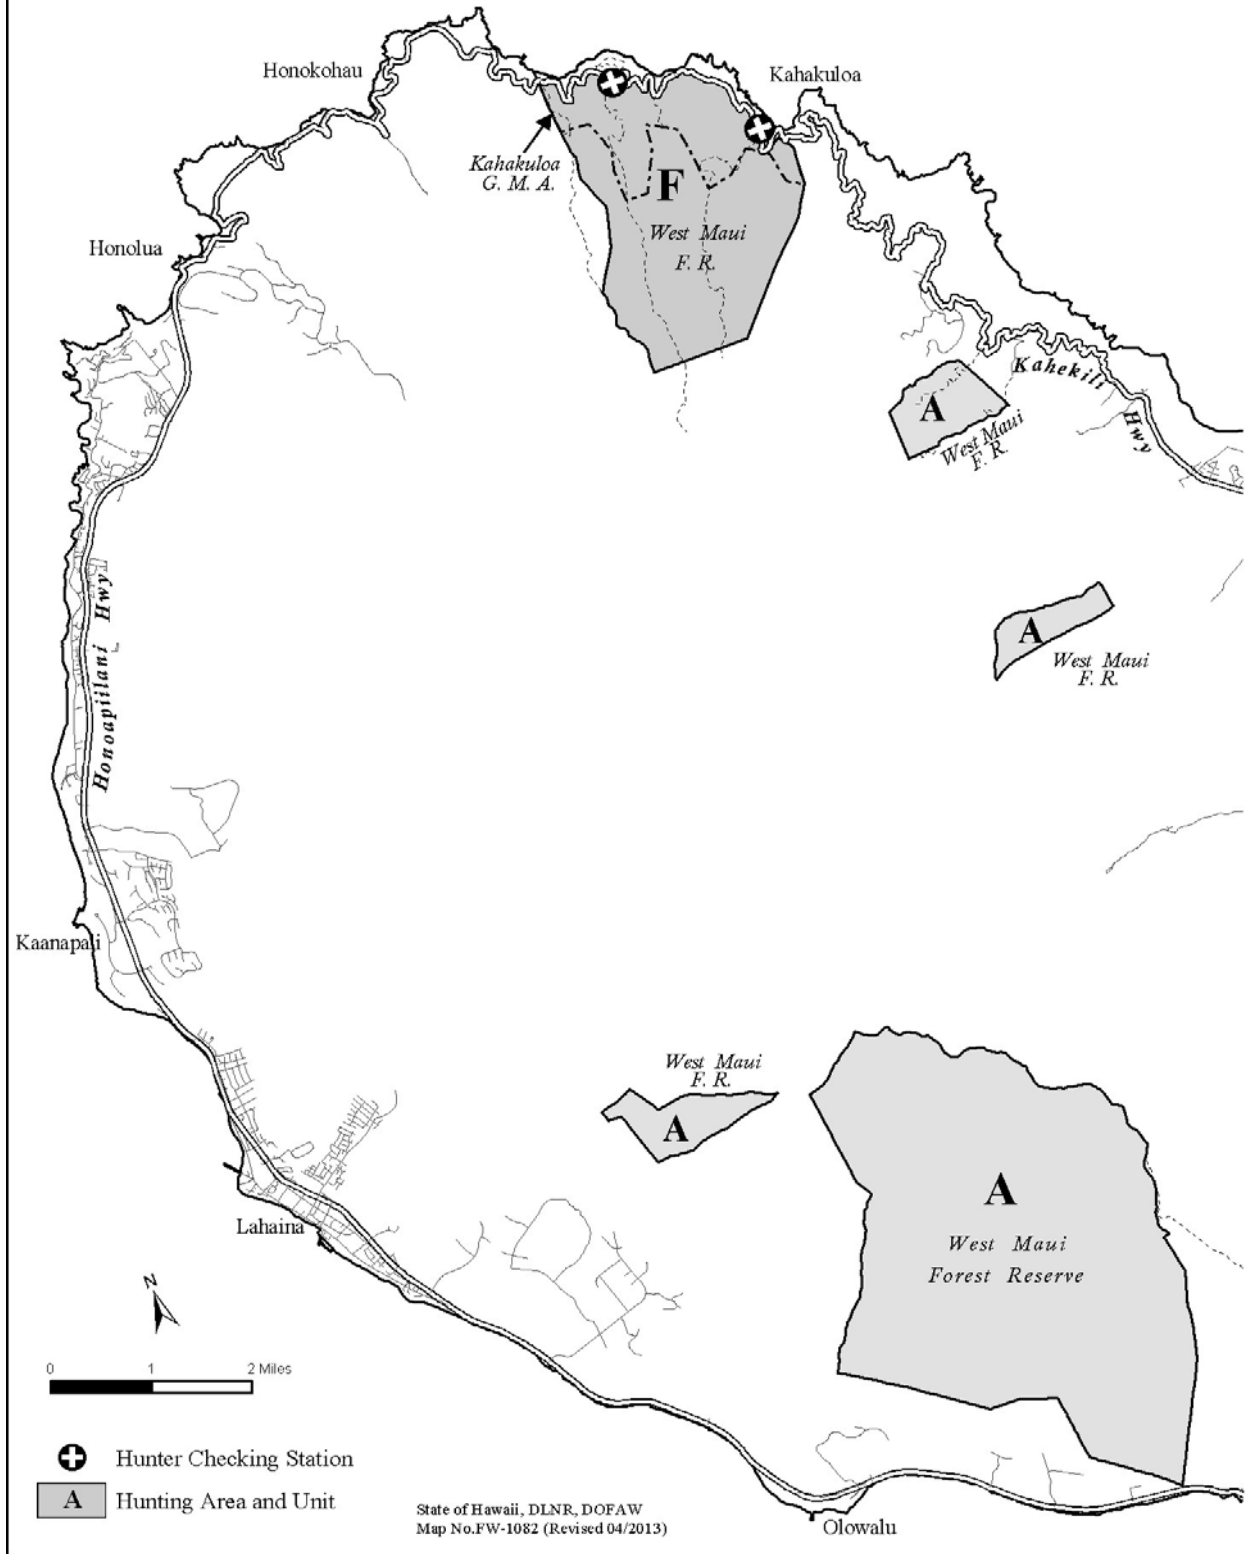 Honokohau
Kahakuloa
Kahakuloa
G. M. A.
F
West Maui
F. R.
Honolua
Kahekili Hwy
A
West Maui
F. R.
Honoapiilani Hwy
A
West Maui
F. R.
Kaanapali
West Maui
F. R.
A
A
West Maui
Forest Reserve
Lahaina
N
0 1 2 Miles
Hunter Checking Station
A Hunting Area and Unit
State of Hawaii, DLNR, DOFAW
Map No.FW-1082 (Revised 04/2013)
Olowalu